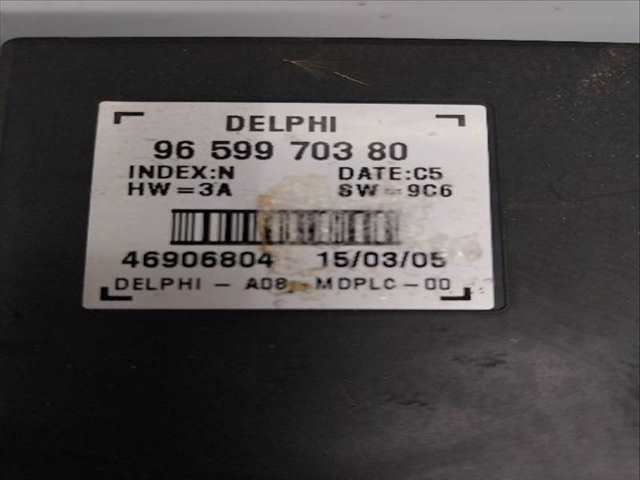 DELPHI
96 599 703 80
INDEX:N DATE:C5
HW=3A SW=9C6
46906804 15/03/05
DELPHI - A08 - MDPLC-00